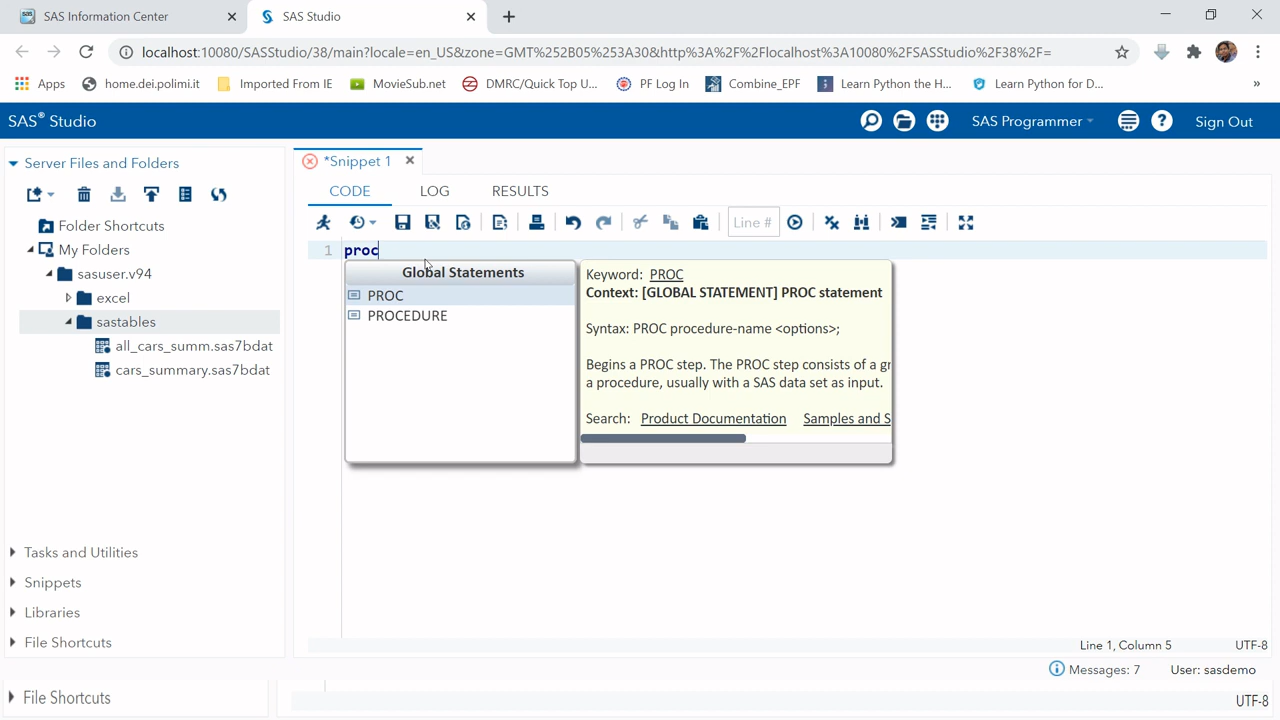 SAS Information Center
SAS Studio
localhost:10080/SASStudio/38/main?locale=en_US&zone=GMT%252B05%253A30&http%3A%2F%2Flocalhost%3A10080%2FSASStudio%2F38%2F=
Apps
home.dei.polimi.it
Imported From IE
MovieSub.net
DMRC/Quick Top U...
PF Log In
Combine_EPF
Learn Python the H...
Learn Python for D...
»
SAS® Studio
SAS Programmer
Sign Out
Server Files and Folders
*Snippet 1
CODE
LOG
RESULTS
Line #
Folder Shortcuts
My Folders
sasuser.v94
excel
sastables
all_cars_summ.sas7bdat
cars_summary.sas7bdat
1 proc
Global Statements
PROC
PROCEDURE
Keyword: PROC
Context: [GLOBAL STATEMENT] PROC statement
Syntax: PROC procedure-name <options>;
Begins a PROC step. The PROC step consists of a gr
a procedure, usually with a SAS data set as input.
Search: Product Documentation Samples and S
Tasks and Utilities
Snippets
Libraries
File Shortcuts
Line 1, Column 5
UTF-8
Messages: 7
User: sasdemo
File Shortcuts
UTF-8